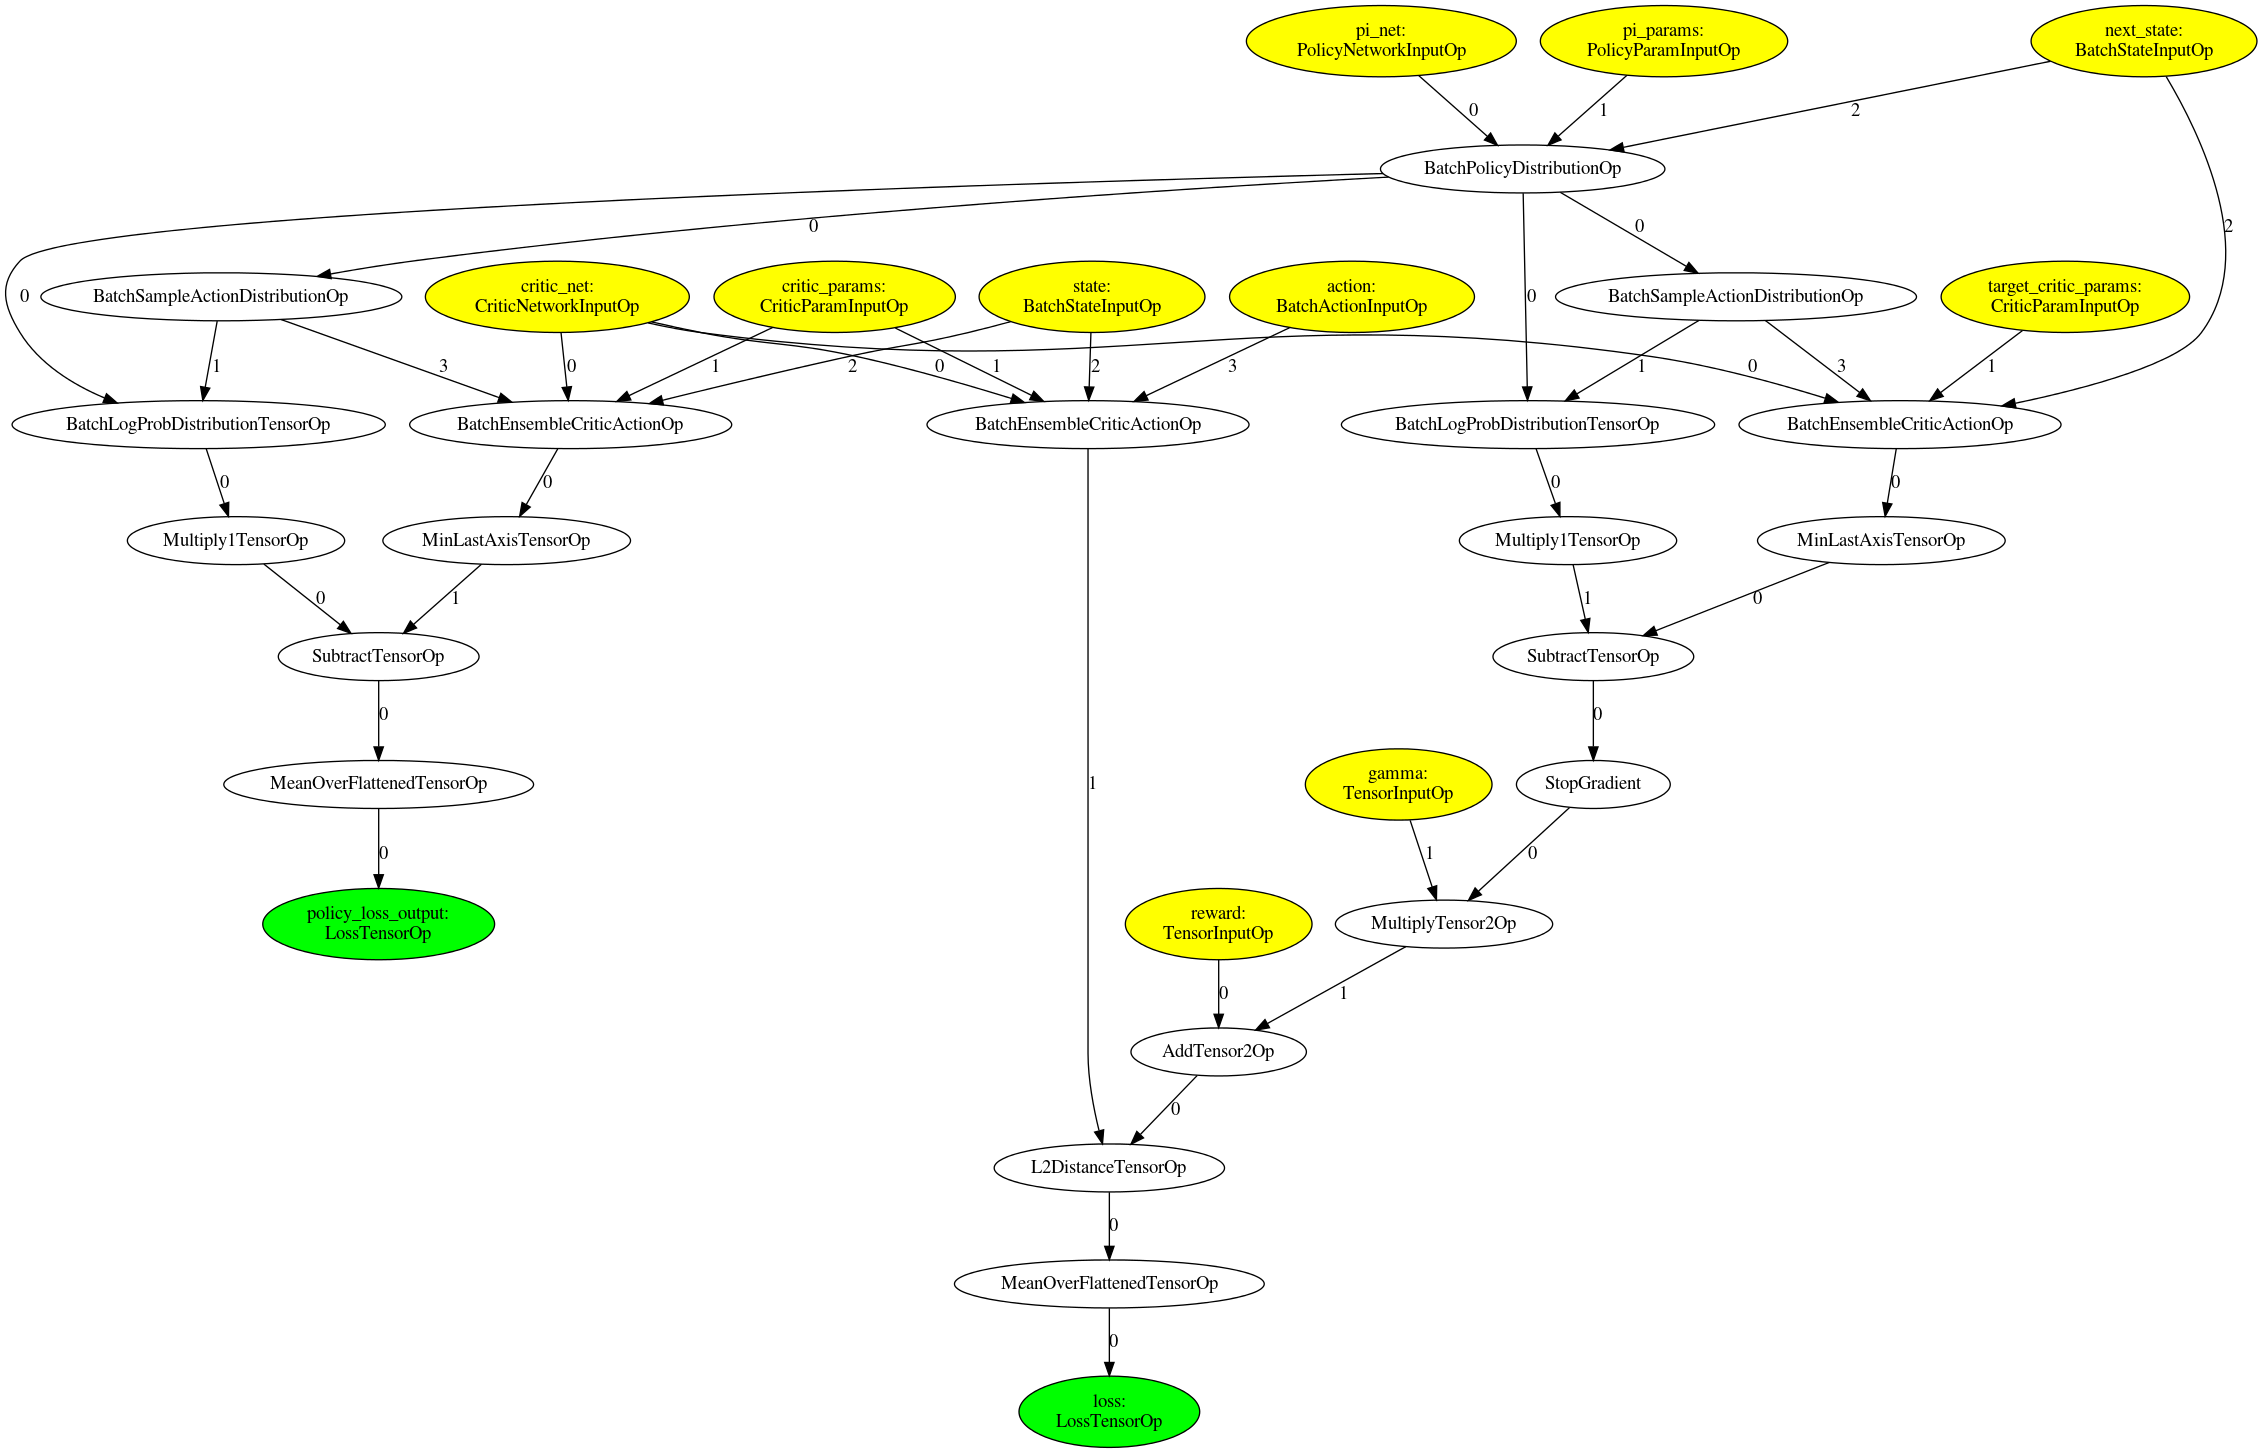 pi_net:
PolicyNetworkInputOp
pi_params:
PolicyParamInputOp
next_state:
BatchStateInputOp
0
1
2
BatchPolicyDistributionOp
0
0
2
critic_net:
CriticNetworkInputOp
critic_params:
CriticParamInputOp
state:
BatchStateInputOp
action:
BatchActionInputOp
target_critic_params:
CriticParamInputOp
0
BatchSampleActionDistributionOp
0
BatchSampleActionDistributionOp
1
3
0
1
2
0
1
2
3
1
0
3
1
BatchLogProbDistributionTensorOp
BatchEnsembleCriticActionOp
BatchEnsembleCriticActionOp
BatchLogProbDistributionTensorOp
BatchEnsembleCriticActionOp
0
0
0
0
Multiply1TensorOp
MinLastAxisTensorOp
Multiply1TensorOp
MinLastAxisTensorOp
0
1
1
0
SubtractTensorOp
SubtractTensorOp
0
0
MeanOverFlattenedTensorOp
1
gamma:
TensorInputOp
StopGradient
0
1
0
policy_loss_output:
LossTensorOp
reward:
TensorInputOp
MultiplyTensor2Op
0
1
AddTensor2Op
0
L2DistanceTensorOp
0
MeanOverFlattenedTensorOp
0
loss:
LossTensorOp